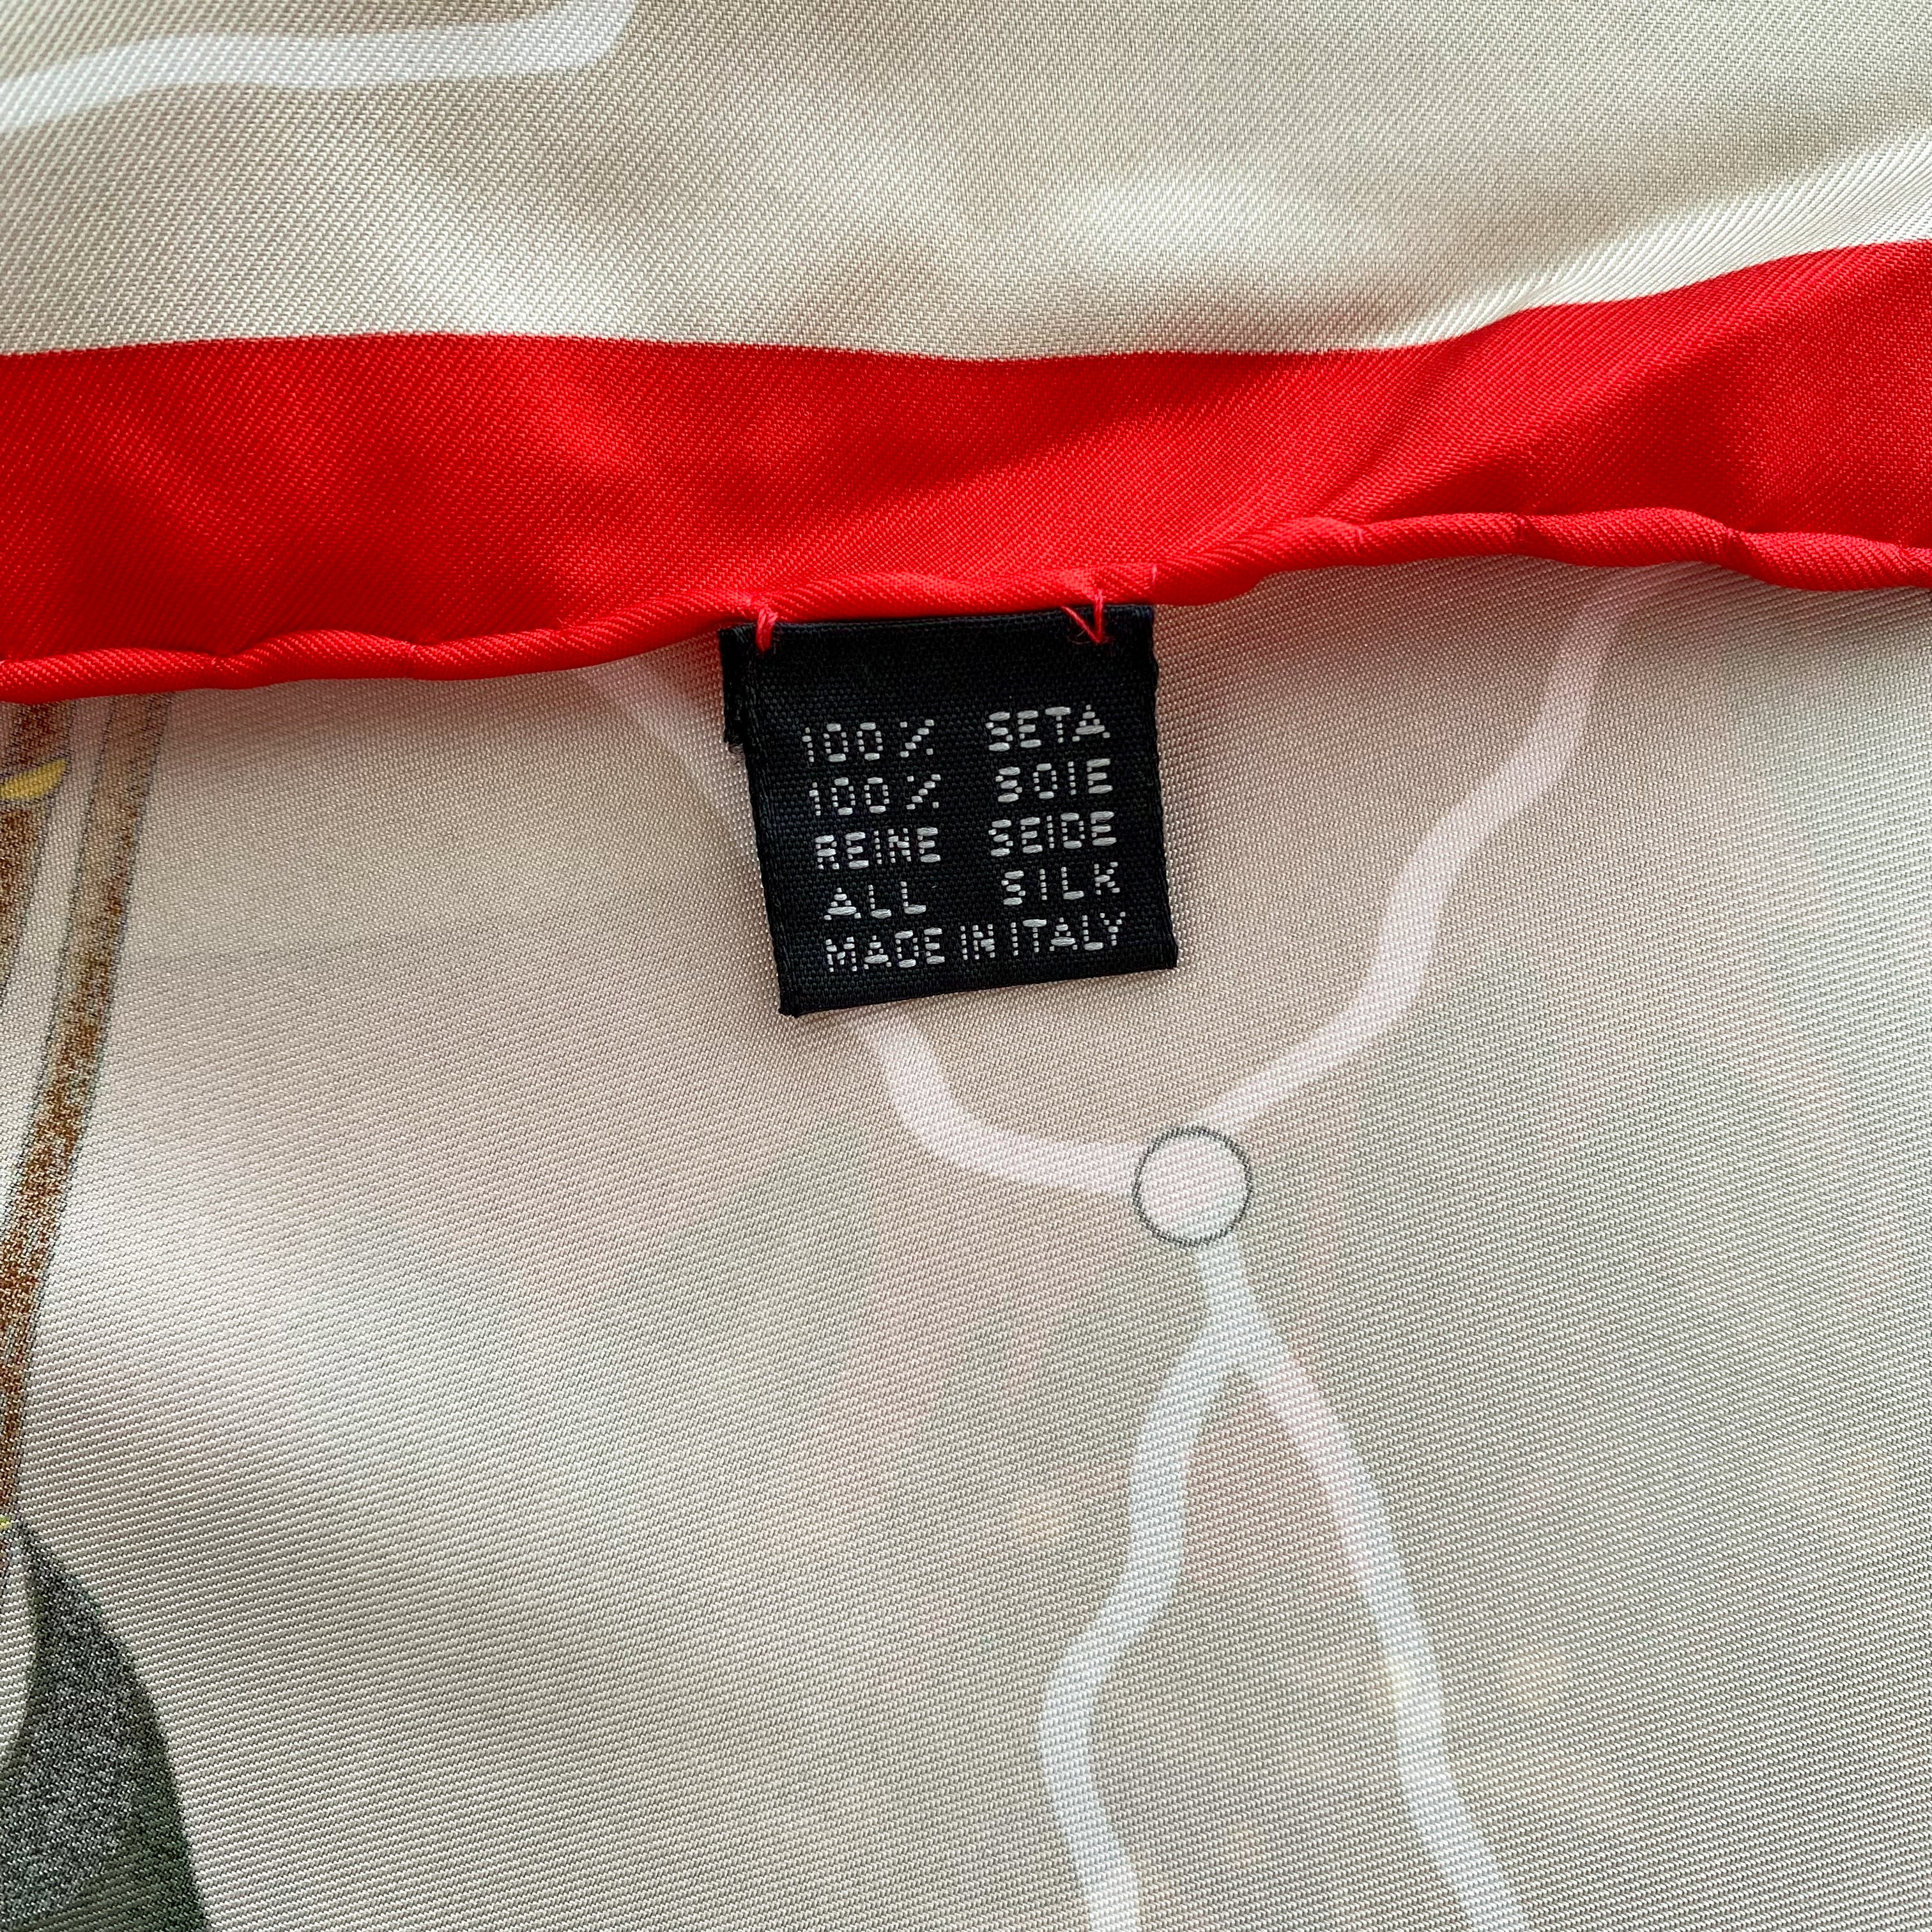 100% SETA
100% SOIE
REINE SEIDE
ALL SILK
MADE IN ITALY